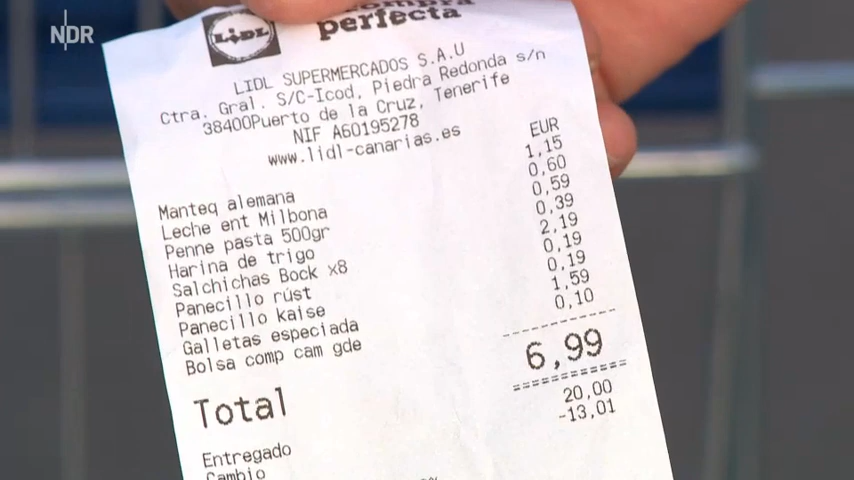 NDR
LIDL
perfecta
LIDL SUPERMERCADOS S.A.U
Ctra. Gral. S/C-Icod, Piedra Redonda s/n
38400Puerto de la Cruz, Tenerife
NIF A60195278
www.lidl-canarias.es
EUR
Manteq alemana 1,15
Leche ent Milbona 0,60
Penne pasta 500gr 0,59
Harina de trigo 0,39
Salchichas Bock x8 2,19
Panecillo rúst 0,19
Panecillo kaise 0,19
Galletas especiada 1,59
Bolsa comp cam gde 0,10
Total 6,99
Entregado 20,00
Cambio -13,01